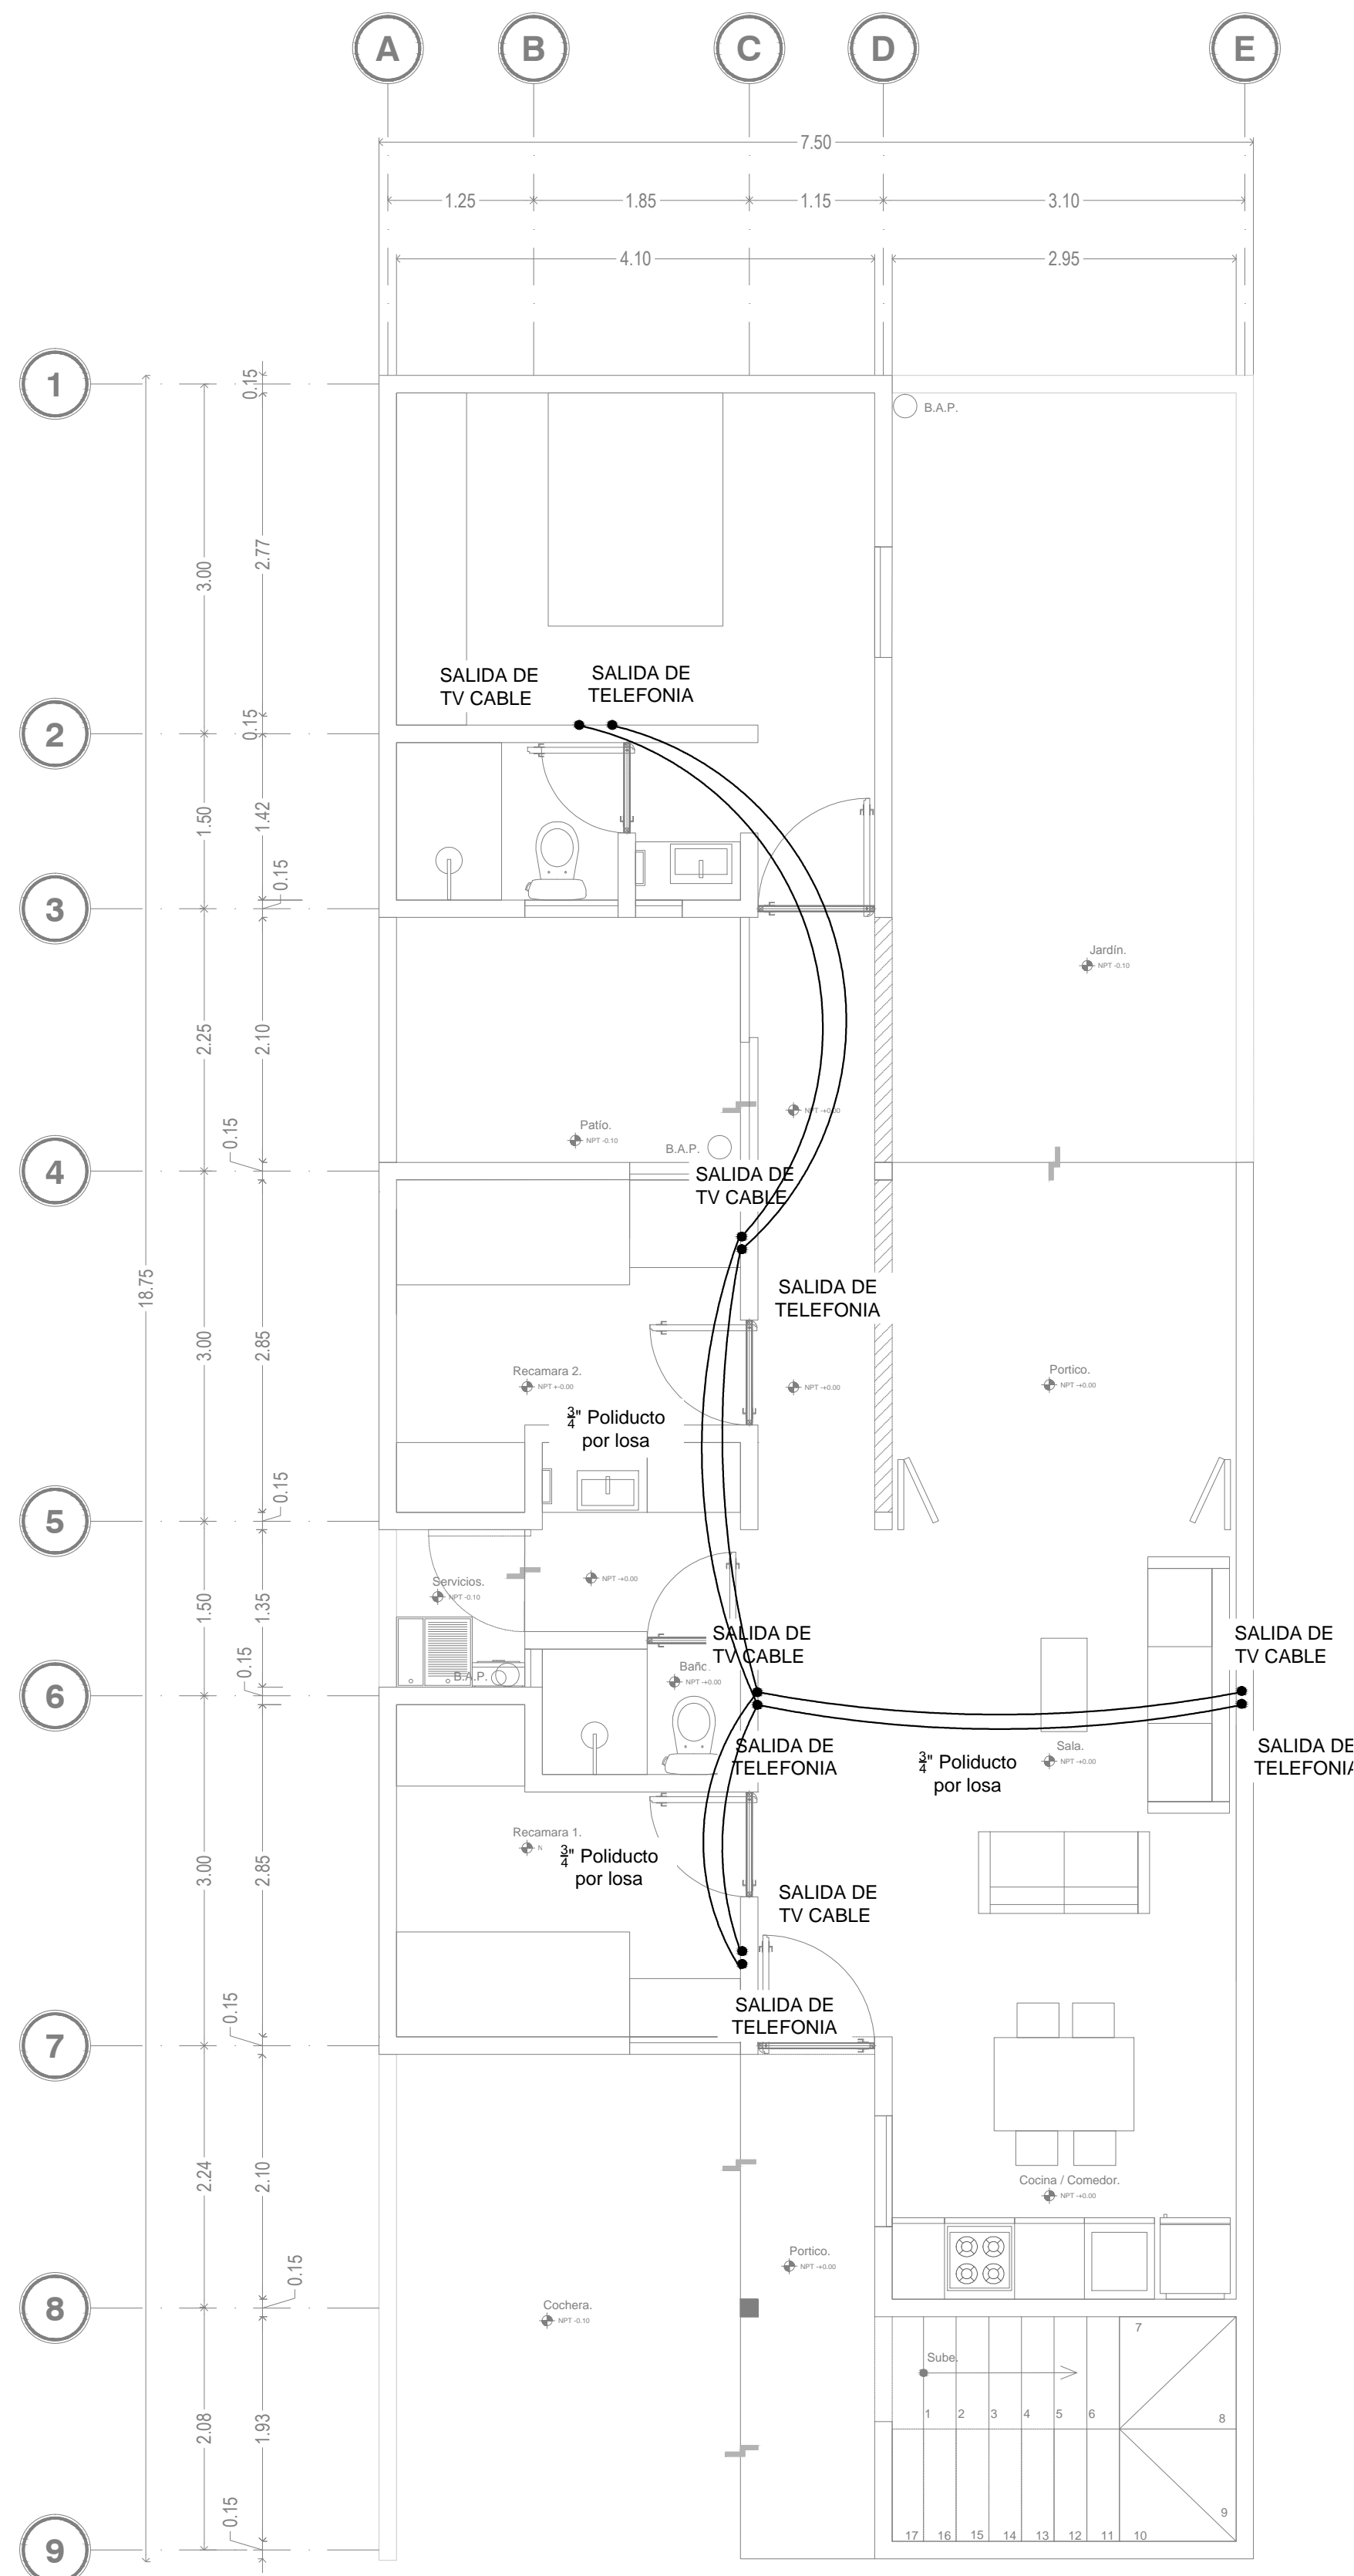 A B C D E
7.50
1.25 1.85 1.15 3.10
4.10 2.95
1
0.15
B.A.P.
2.77
3.00
SALIDA DE
TV CABLE
SALIDA DE
TELEFONIA
2
0.15
1.50
1.42
0.15
3
Jardín.
NPT -0.10
2.25
2.10
NPT -+0.00
Patío.
NPT -0.10
0.15
B.A.P.
4
SALIDA DE
TV CABLE
18.75
SALIDA DE
TELEFONIA
3.00
2.85
Recamara 2.
NPT +-0.00
NPT -+0.00
Portico.
NPT -+0.00
3/4" Poliducto
por losa
0.15
5
Servicios.
NPT -0.10
NPT -+0.00
1.50
1.35
SALIDA DE
TV CABLE
SALIDA DE
TV CABLE
0.15
B.A.P.
NPT -+0.00
6
SALIDA DE
TELEFONIA
Sala.
NPT -+0.00
SALIDA DE
TELEFONIA
3/4" Poliducto
por losa
Recamara 1.
N
3/4" Poliducto
por losa
3.00
2.85
SALIDA DE
TV CABLE
0.15
SALIDA DE
TELEFONIA
7
2.24
2.10
Cocina / Comedor.
NPT -+0.00
Portico.
NPT -+0.00
0.15
8
Cochera.
NPT -0.10
7
Sube.
1 2 3 4 5 6
8
2.08
1.93
0.15
9
17 16 15 14 13 12 11 10
9